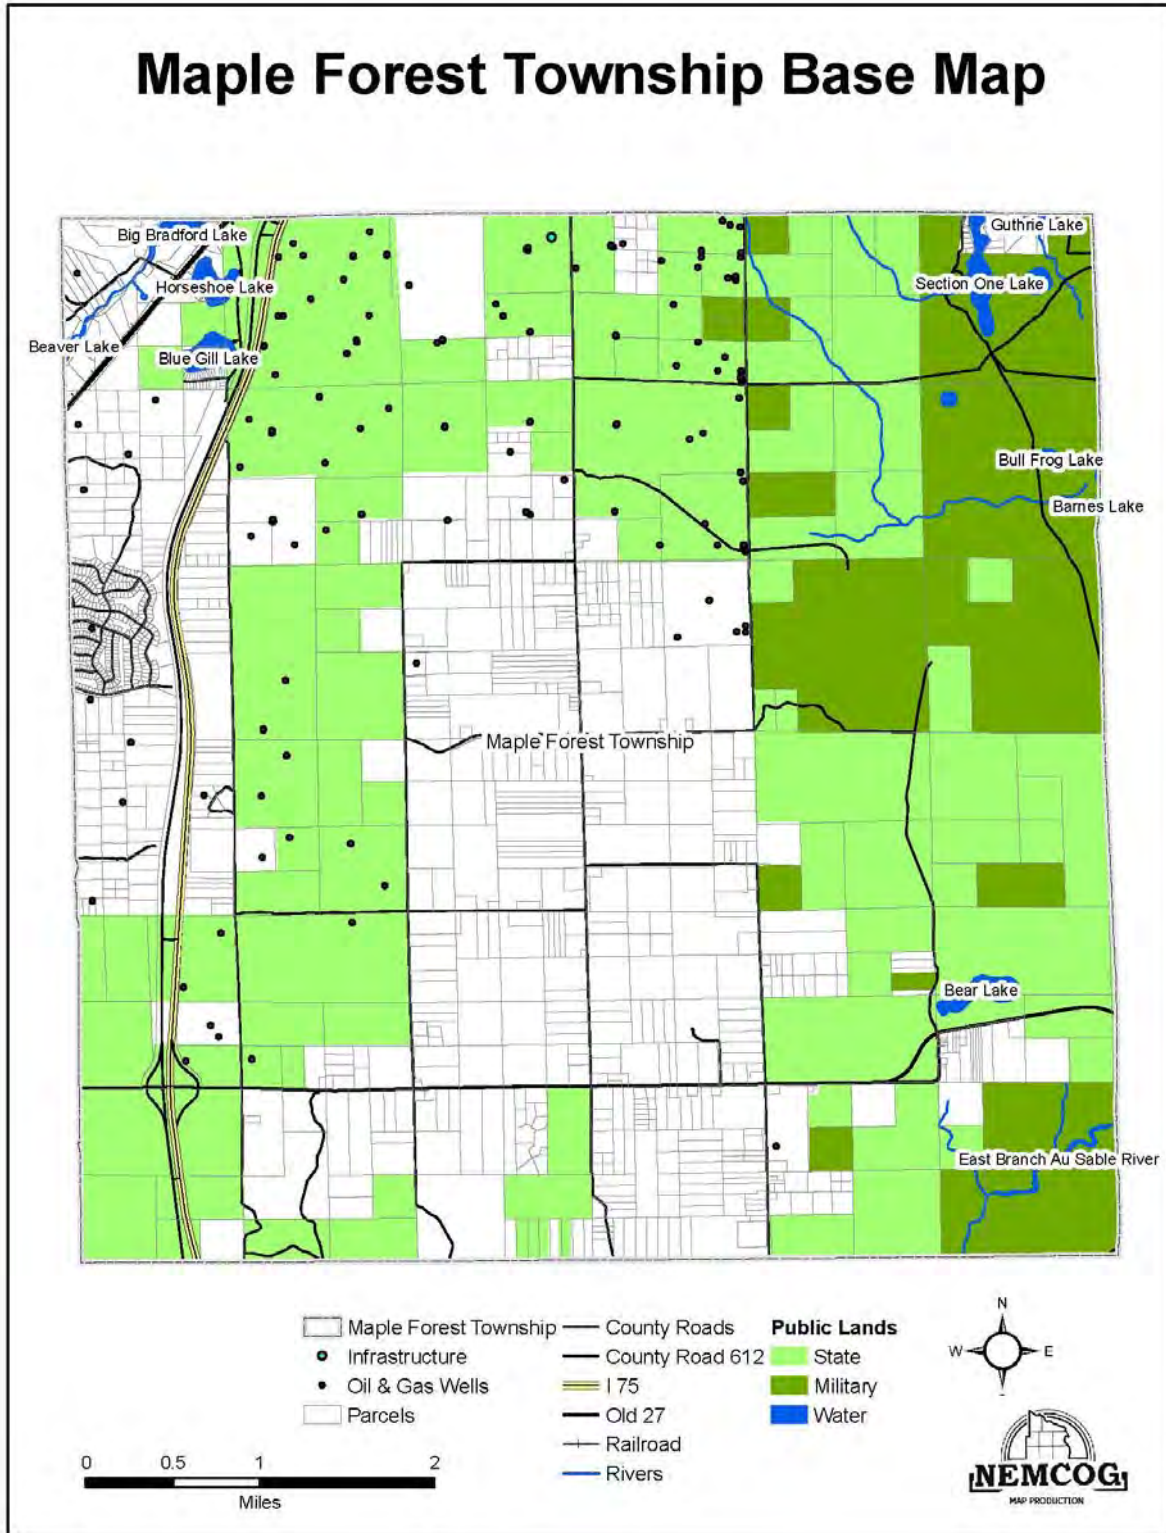 Maple Forest Township Base Map
Big Bradford Lake
Guthrie Lake
Horseshoe Lake
Section One Lake
Beaver Lake
Blue Gill Lake
Bull Frog Lake
Barnes Lake
Maple Forest Township
Bear Lake
East Branch Au Sable River
Maple Forest Township
Infrastructure
Oil & Gas Wells
Parcels
County Roads
County Road 612
I 75
Old 27
Railroad
Rivers
Public Lands
State
Military
Water
N
W E
0 0.5 1 2
Miles
NEMCOG
MAP PRODUCTION